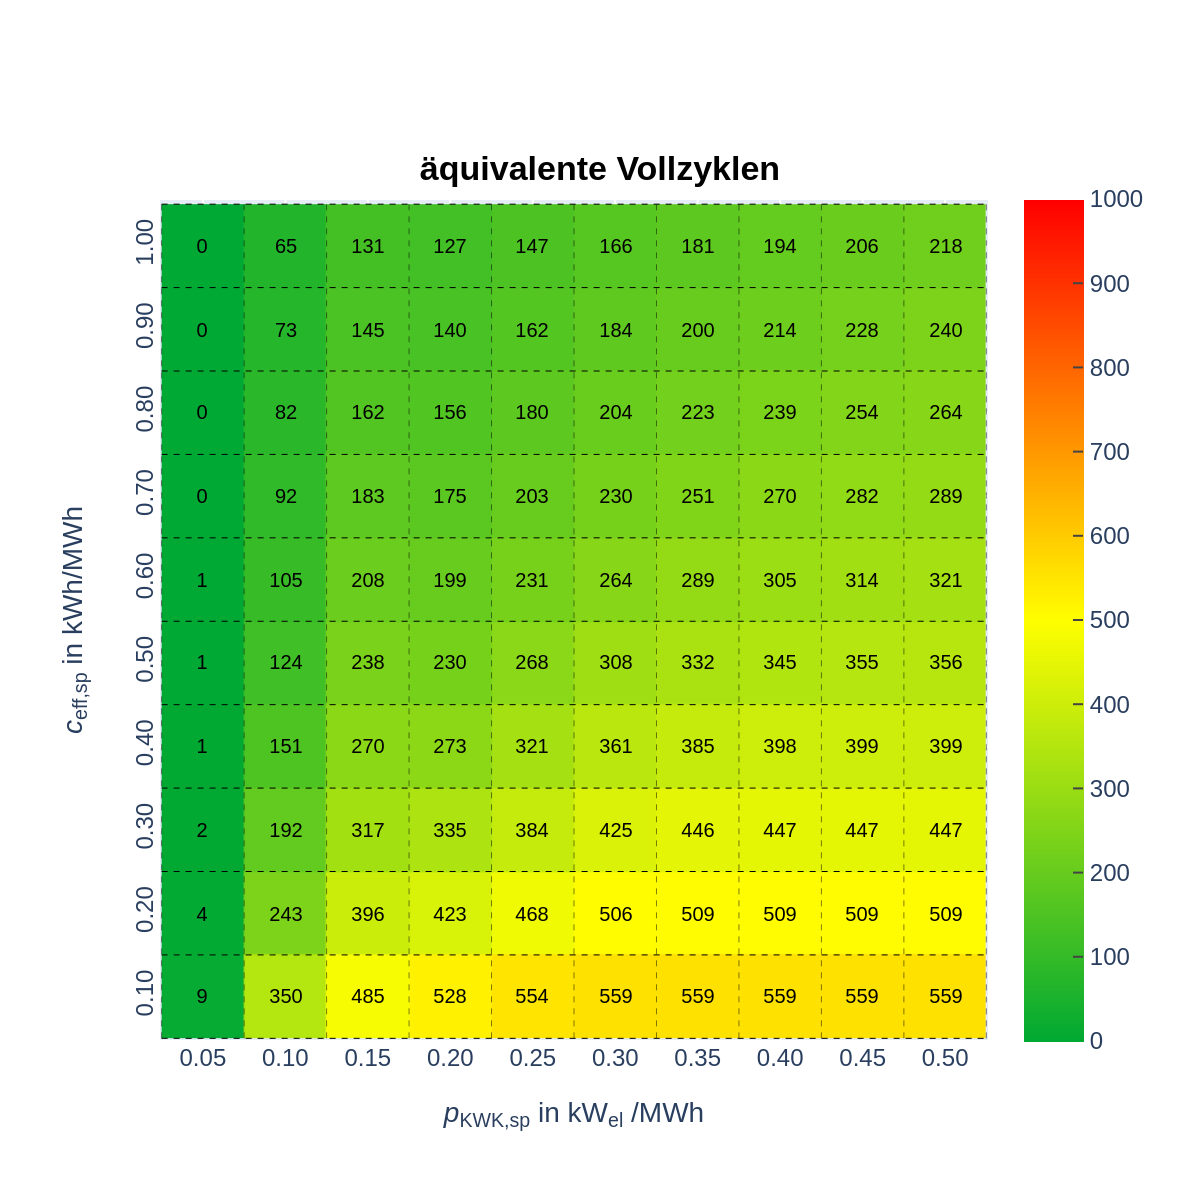 äquivalente Vollzyklen
1.00 0 65 131 127 147 166 181 194 206 218
0.90 0 73 145 140 162 184 200 214 228 240
0.80 0 82 162 156 180 204 223 239 254 264
0.70 0 92 183 175 203 230 251 270 282 289
0.60 1 105 208 199 231 264 289 305 314 321
0.50 1 124 238 230 268 308 332 345 355 356
0.40 1 151 270 273 321 361 385 398 399 399
0.30 2 192 317 335 384 425 446 447 447 447
0.20 4 243 396 423 468 506 509 509 509 509
0.10 9 350 485 528 554 559 559 559 559 559
0.05 0.10 0.15 0.20 0.25 0.30 0.35 0.40 0.45 0.50
pKWK,sp in kWel /MWh
ceff,sp in kWh/MWh
1000
900
800
700
600
500
400
300
200
100
0